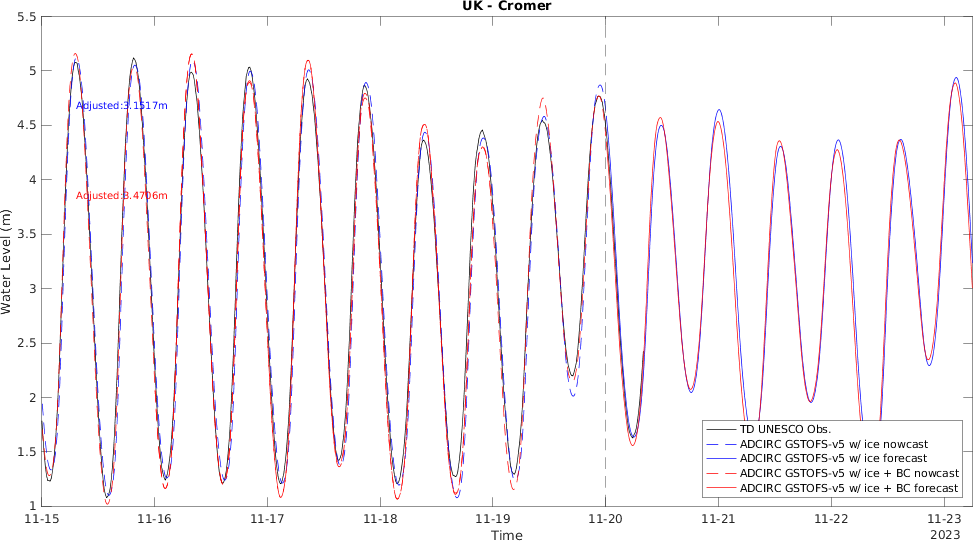 UK - Cromer
5.5
5
4.5
4
3.5
3
2.5
2
1.5
1
Water Level (m)
Adjusted:3.1517m
Adjusted:3.4706m
TD UNESCO Obs.
ADCIRC GSTOFS-v5 w/ ice nowcast
ADCIRC GSTOFS-v5 w/ ice forecast
ADCIRC GSTOFS-v5 w/ ice + BC nowcast
ADCIRC GSTOFS-v5 w/ ice + BC forecast
11-15 11-16 11-17 11-18 11-19 11-20 11-21 11-22 11-23
Time
2023